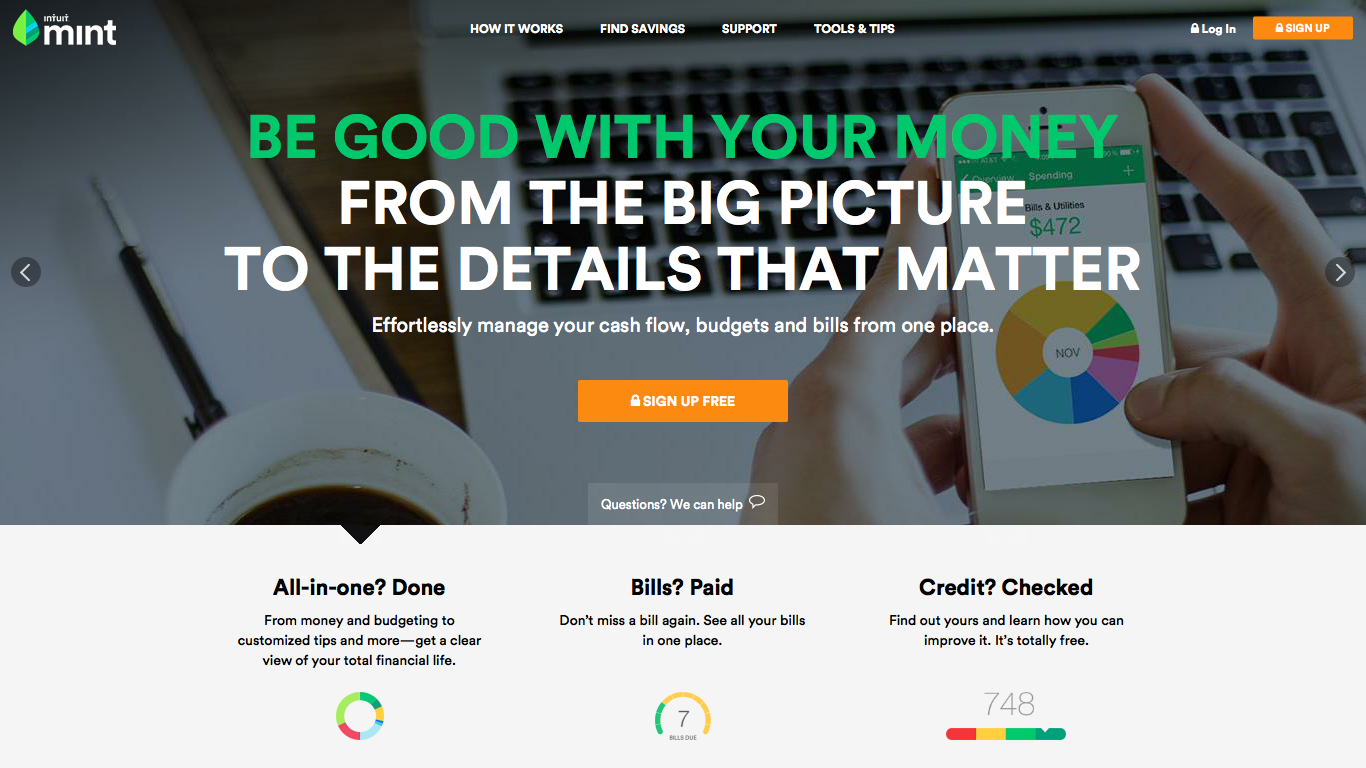 intuit
mint
HOW IT WORKS
FIND SAVINGS
SUPPORT
TOOLS & TIPS
Log In
SIGN UP
BE GOOD WITH YOUR MONEY
FROM THE BIG PICTURE
TO THE DETAILS THAT MATTER
Effortlessly manage your cash flow, budgets and bills from one place.
SIGN UP FREE
Questions? We can help
AT&T
Overview
Spending
Bills & Utilities
$472
NOV
All-in-one? Done
From money and budgeting to
customized tips and more—get a clear
view of your total financial life.
Bills? Paid
Don’t miss a bill again. See all your bills
in one place.
7
BILLS DUE
Credit? Checked
Find out yours and learn how you can
improve it. It’s totally free.
748